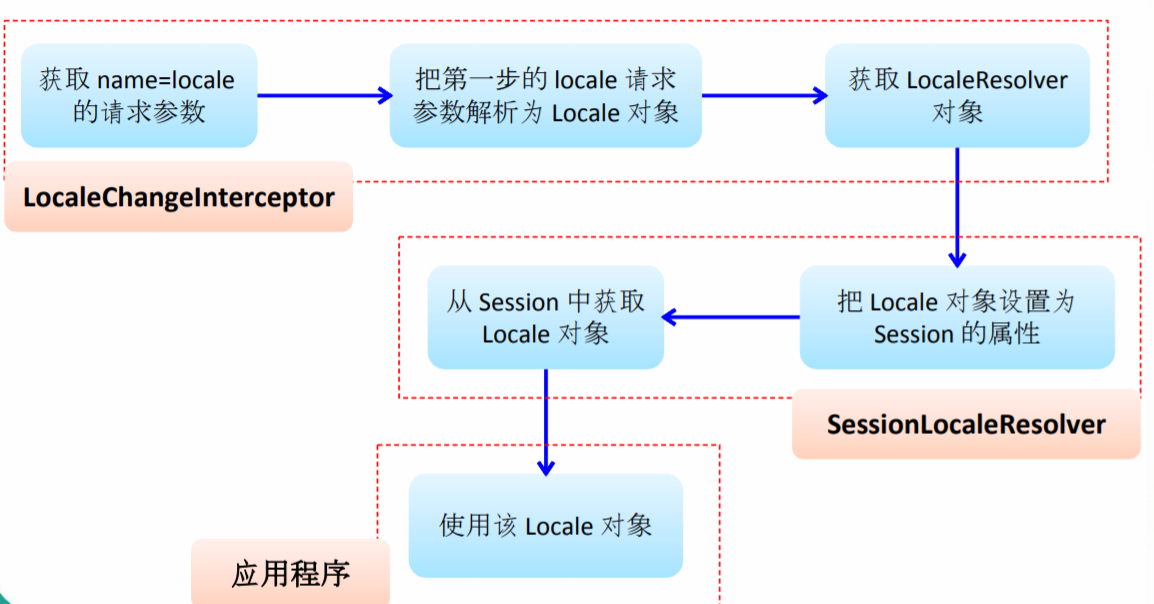 获取 name=locale
的请求参数
把第一步的 locale 请求
参数解析为 Locale 对象
获取 LocaleResolver
对象
LocaleChangeInterceptor
把 Locale 对象设置为
Session 的属性
从 Session 中获取
Locale 对象
SessionLocaleResolver
使用该 Locale 对象
应用程序